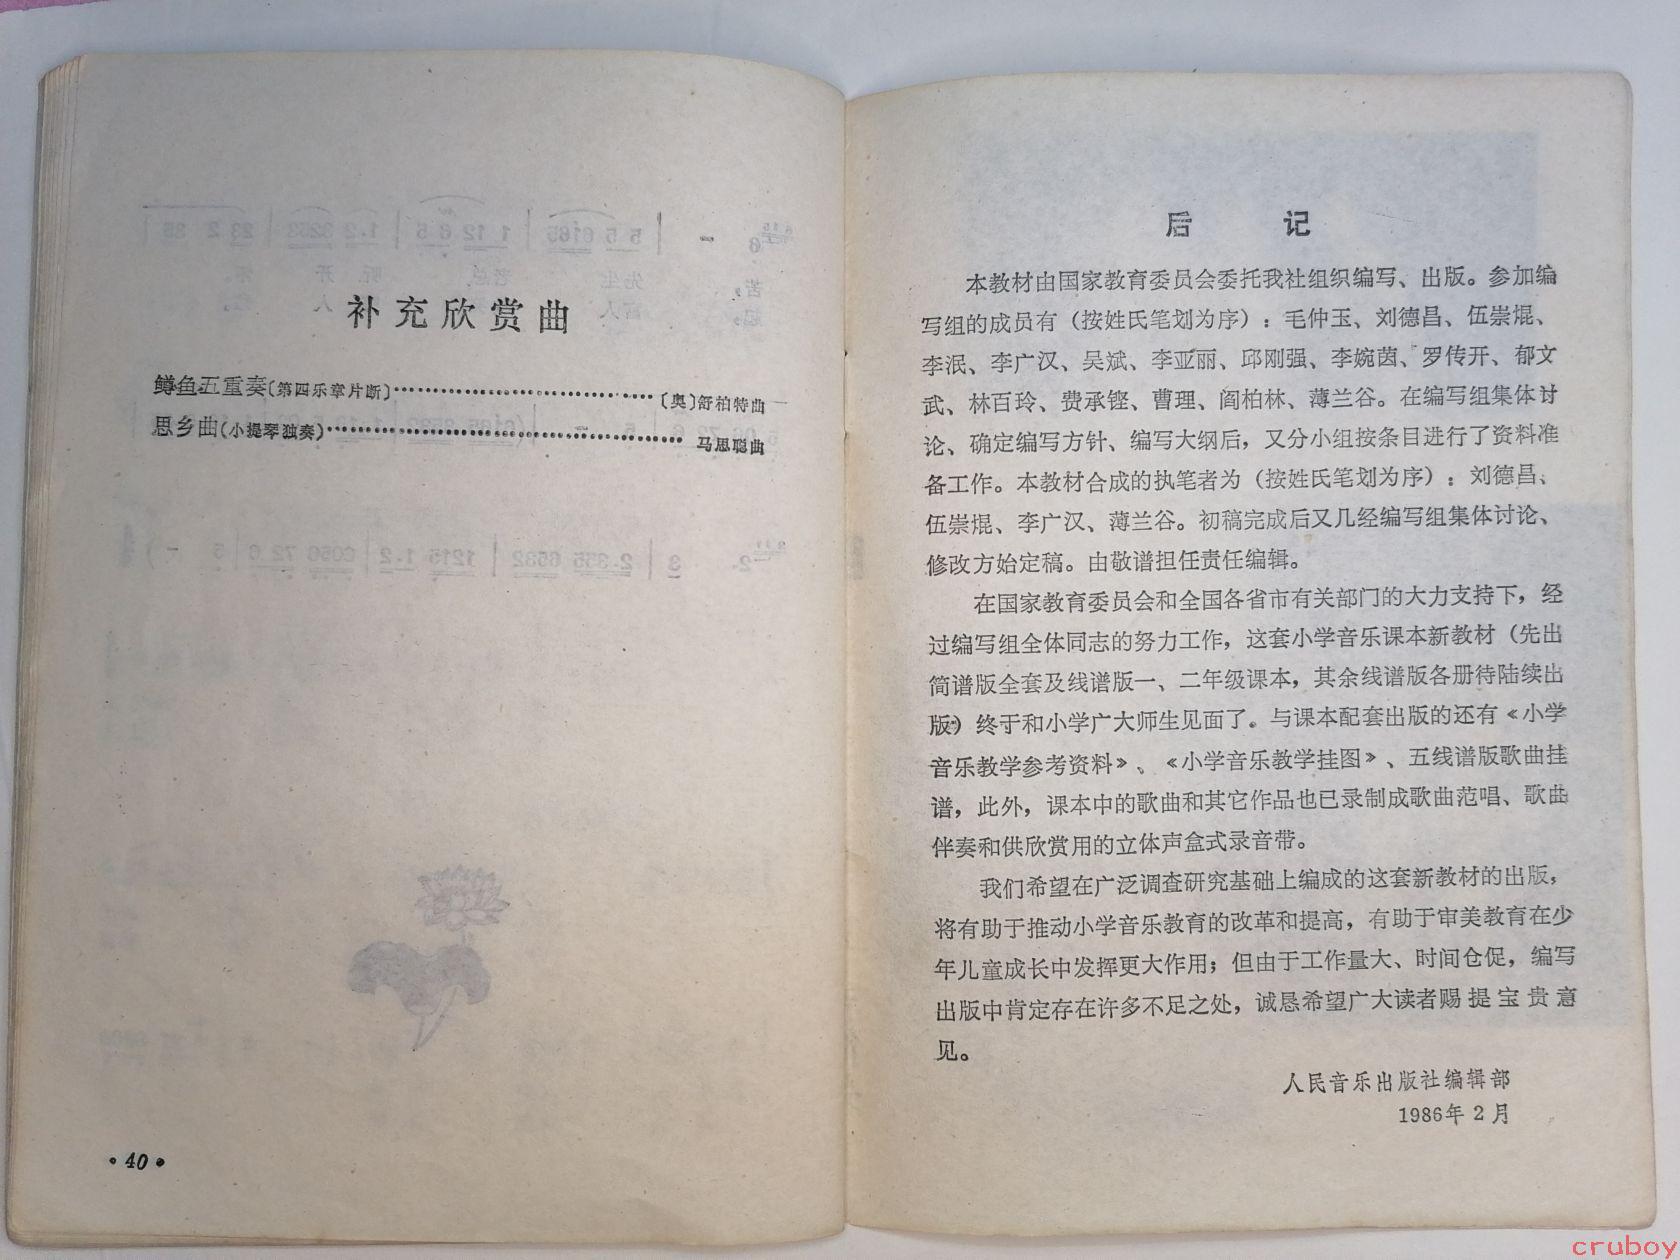 补充欣赏曲
鳟鱼五重奏〔第四乐章片断〕……………………………〔奥〕舒柏特曲
思乡曲(小提琴独奏)……………………………………马思聪曲
•40•
后 记
本教材由国家教育委员会委托我社组织编写、出版。参加编
写组的成员有（按姓氏笔划为序）：毛仲玉、刘德昌、伍崇焜、
李泯、李广汉、吴斌、李亚丽、邱刚强、李婉茵、罗传开、郁文
武、林百玲、费承铿、曹理、阎柏林、薄兰谷。在编写组集体讨
论、确定编写方针、编写大纲后，又分小组按条目进行了资料准
备工作。本教材合成的执笔者为（按姓氏笔划为序）：刘德昌、
伍崇焜、李广汉、薄兰谷。初稿完成后又几经编写组集体讨论、
修改方始定稿。由敬谱担任责任编辑。
在国家教育委员会和全国各省市有关部门的大力支持下，经
过编写组全体同志的努力工作，这套小学音乐课本新教材（先出
简谱版全套及线谱版一、二年级课本，其余线谱版各册待陆续出
版）终于和小学广大师生见面了。与课本配套出版的还有《小学
音乐教学参考资料》、《小学音乐教学挂图》、五线谱版歌曲挂
谱，此外，课本中的歌曲和其它作品也已录制成歌曲范唱、歌曲
伴奏和供欣赏用的立体声盒式录音带。
我们希望在广泛调查研究基础上编成的这套新教材的出版，
将有助于推动小学音乐教育的改革和提高，有助于审美教育在少
年儿童成长中发挥更大作用；但由于工作量大、时间仓促，编写
出版中肯定存在许多不足之处，诚恳希望广大读者赐提宝贵意
见。
人民音乐出版社编辑部
1986年2月
cruboy